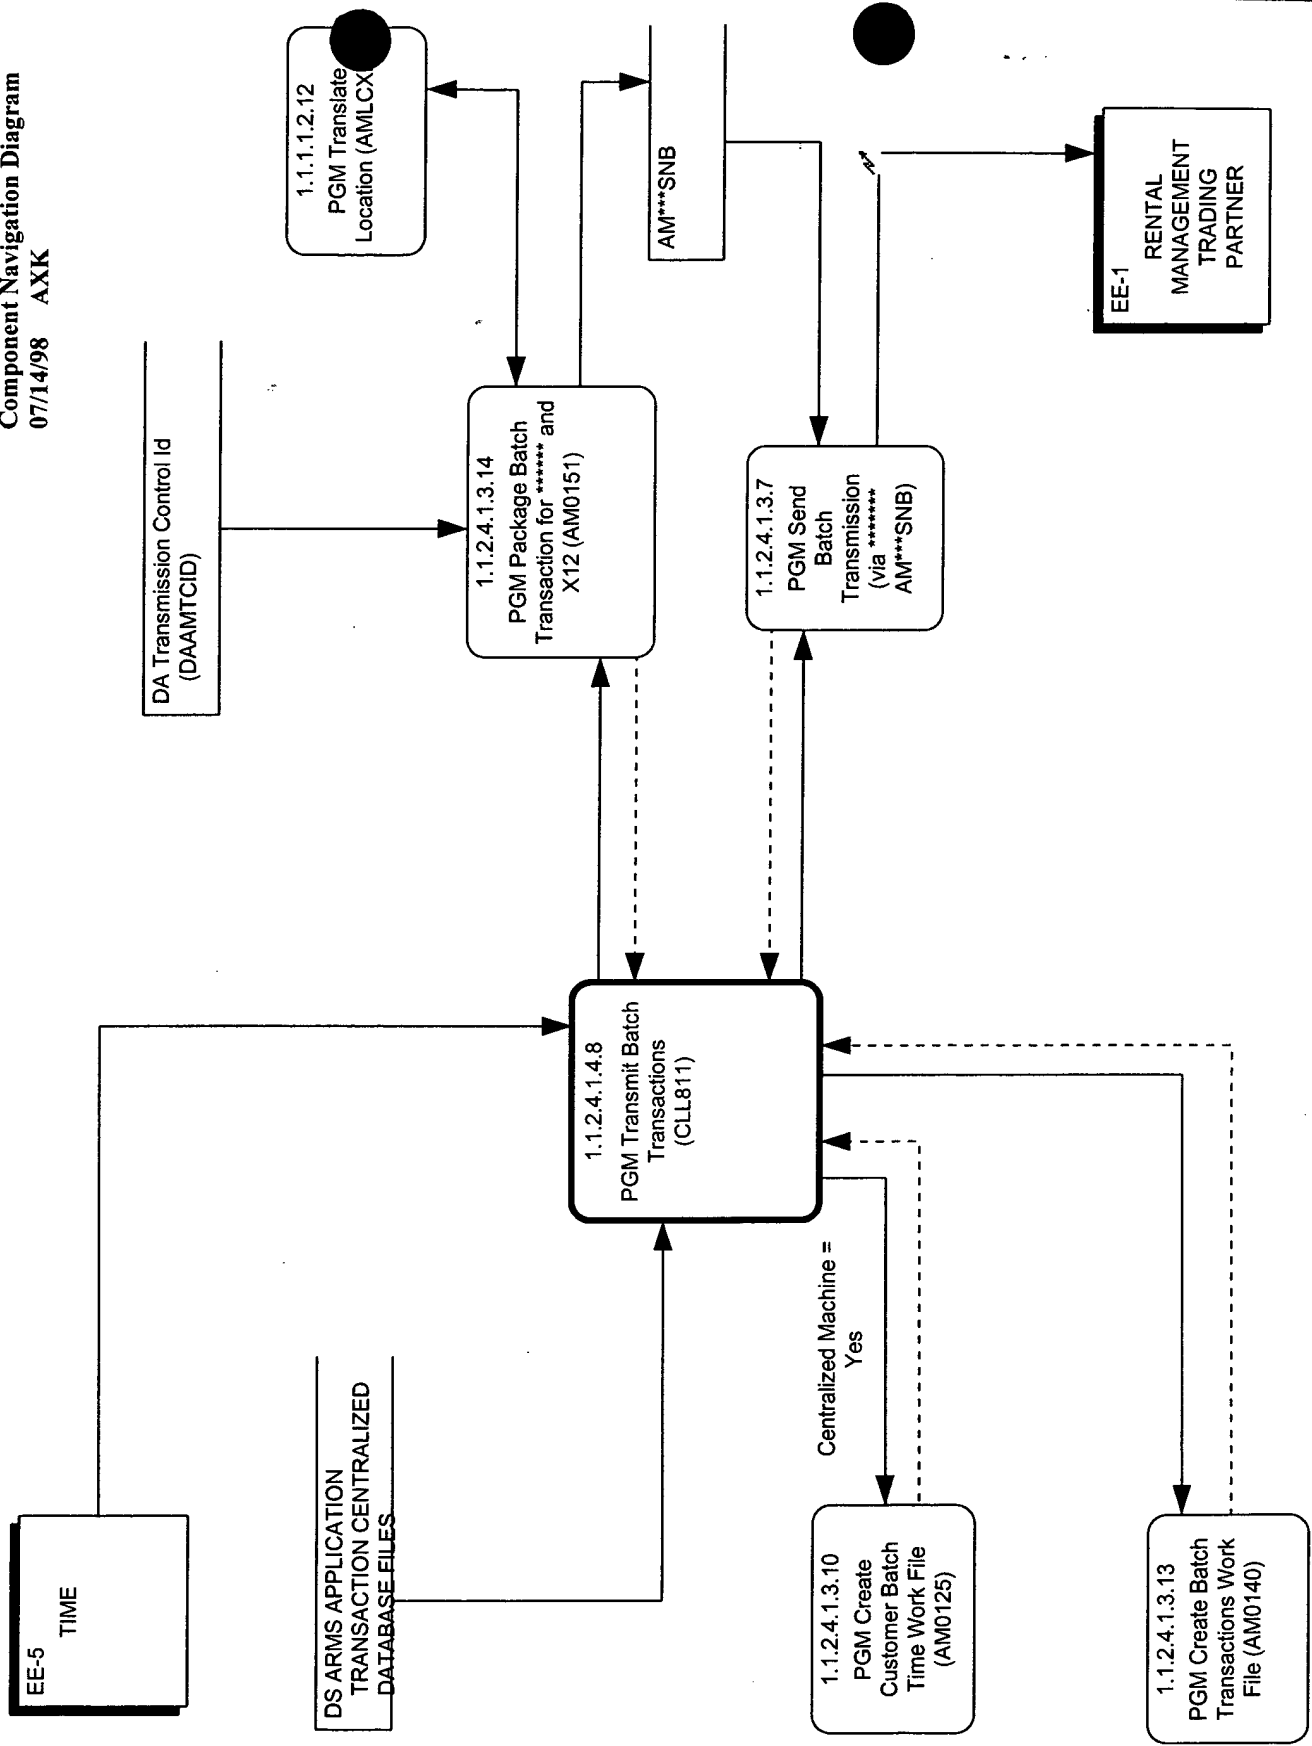 Component Navigation Diagram
07/14/98 AXK
EE-5
TIME
DA Transmission Control Id
(DAAMTCID)
1.1.1.1.2.12
PGM Translate
Location (AMLCX
DS ARMS APPLICATION
TRANSACTION CENTRALIZED
DATABASE FILES
1.1.2.4.1.3.14
PGM Package Batch
Transaction for ****** and
X12 (AM0151)
AM***SNB
1.1.2.4.1.4.8
PGM Transmit Batch
Transactions
(CLL811)
1.1.2.4.1.3.7
PGM Send
Batch
Transmission
(via *******
AM***SNB)
Centralized Machine =
Yes
1.1.2.4.1.3.10
PGM Create
Customer Batch
Time Work File
(AM0125)
EE-1
RENTAL
MANAGEMENT
TRADING
PARTNER
1.1.2.4.1.3.13
PGM Create Batch
Transactions Work
File (AM0140)